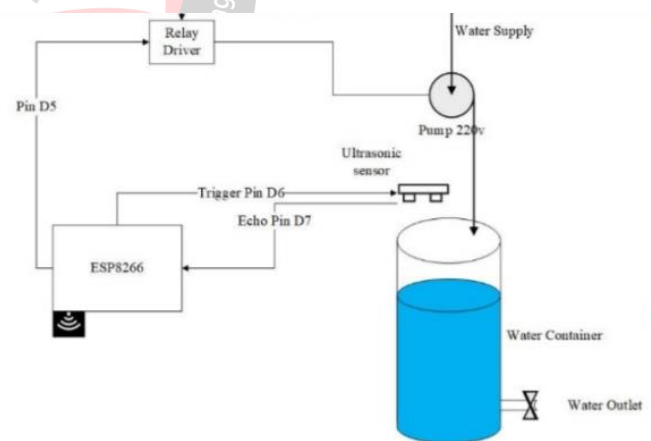 Relay
Driver
Water Supply
Pin D5
Pump 220v
Ultrasonic
sensor
Trigger Pin D6
Echo Pin D7
ESP8266
Water Container
Water Outlet